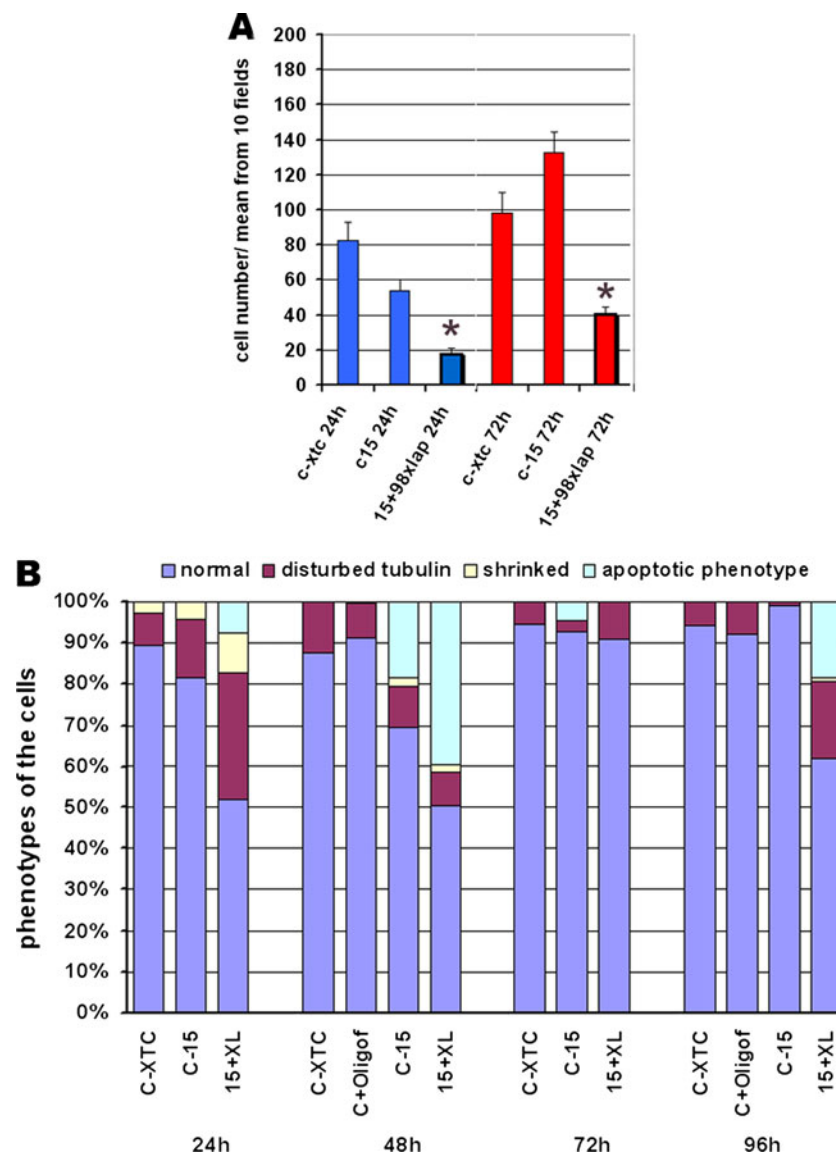 A
cell number/ mean from 10 fields
200
180
160
140
120
100
80
60
40
20
0
*
*
c-xtc 24h
c15 24h
15+98xlap 24h
c-xtc 72h
c-15 72h
15+98xlap 72h
B
normal disturbed tubulin shrinked apoptotic phenotype
phenotypes of the cells
100%
90%
80%
70%
60%
50%
40%
30%
20%
10%
0%
C-XTC
C-15
15+XL
C-XTC
C+Oligof
C-15
15+XL
C-XTC
C-15
15+XL
C-XTC
C+Oligof
C-15
15+XL
24h 48h 72h 96h